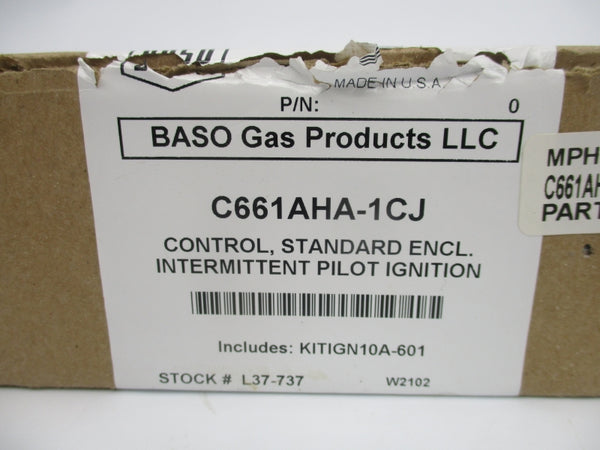 MADE IN U.S.A.
P/N: 0
BASO Gas Products LLC
C661AHA-1CJ
CONTROL, STANDARD ENCL.
INTERMITTENT PILOT IGNITION
Includes: KITIGN10A-601
STOCK # L37-737 W2102
MPH
C661AH
PART